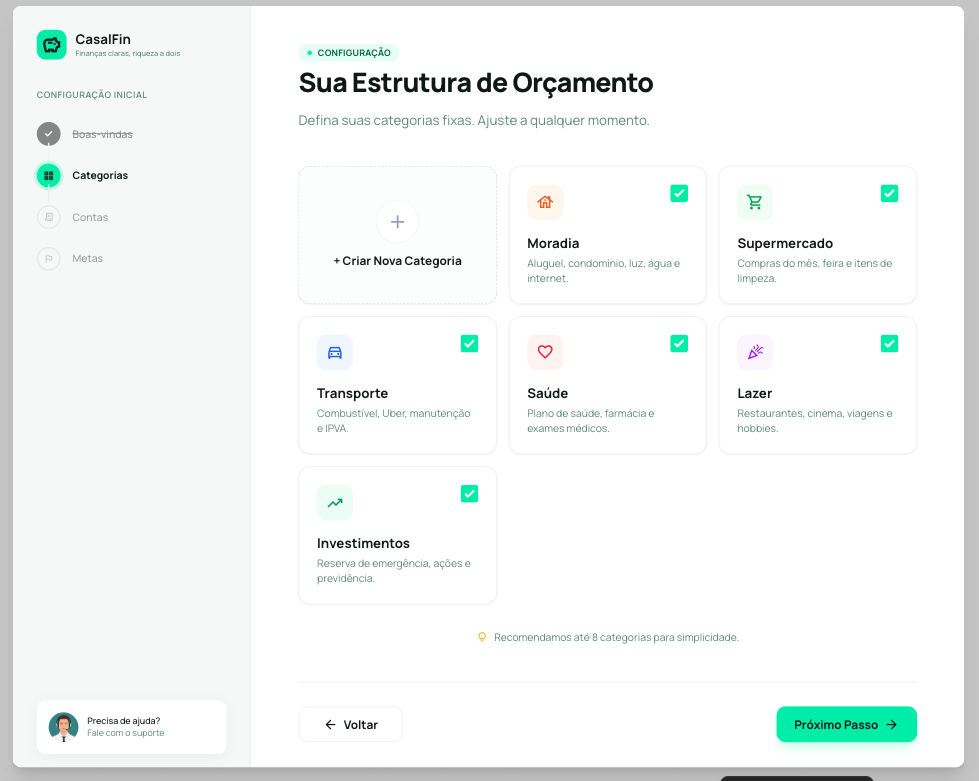 CasalFin
Finanças claras, riqueza a dois
CONFIGURAÇÃO INICIAL
Boas-vindas
Categorias
Contas
Metas
Precisa de ajuda?
Fale com o suporte
CONFIGURAÇÃO
Sua Estrutura de Orçamento
Defina suas categorias fixas. Ajuste a qualquer momento.
+ Criar Nova Categoria
Moradia
Aluguel, condomínio, luz, água e
internet.
Supermercado
Compras do mês, feira e itens de
limpeza.
Transporte
Combustível, Uber, manutenção
e IPVA.
Saúde
Plano de saúde, farmácia e
exames médicos.
Lazer
Restaurantes, cinema, viagens e
hobbies.
Investimentos
Reserva de emergência, ações e
previdência.
Recomendamos até 8 categorias para simplicidade.
Voltar
Próximo Passo